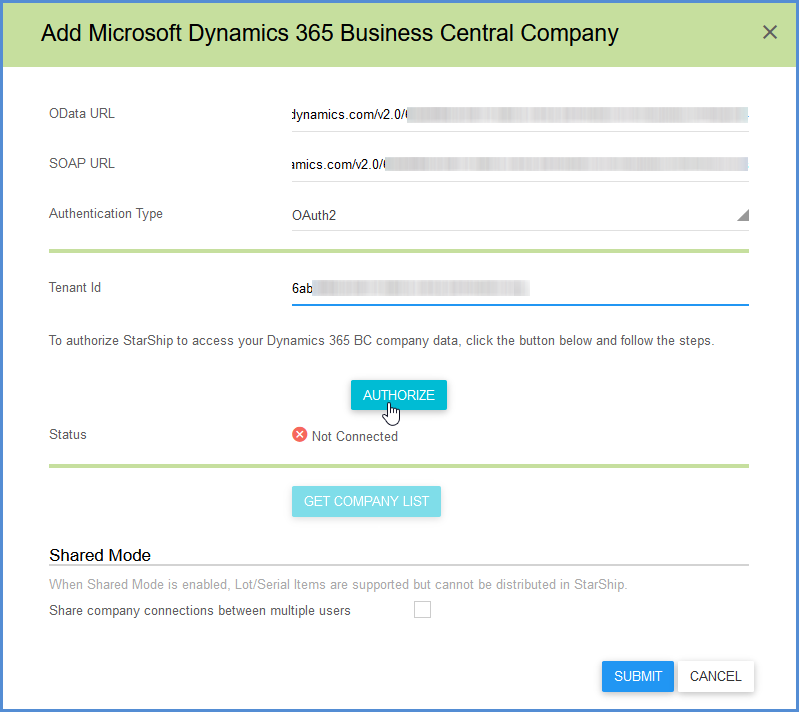 Add Microsoft Dynamics 365 Business Central Company
OData URL
dynamics.com/v2.0/
SOAP URL
amics.com/v2.0/
Authentication Type
OAuth2
Tenant Id
6ab
To authorize StarShip to access your Dynamics 365 BC company data, click the button below and follow the steps.
AUTHORIZE
Status
Not Connected
GET COMPANY LIST
Shared Mode
When Shared Mode is enabled, Lot/Serial Items are supported but cannot be distributed in StarShip.
Share company connections between multiple users
SUBMIT
CANCEL